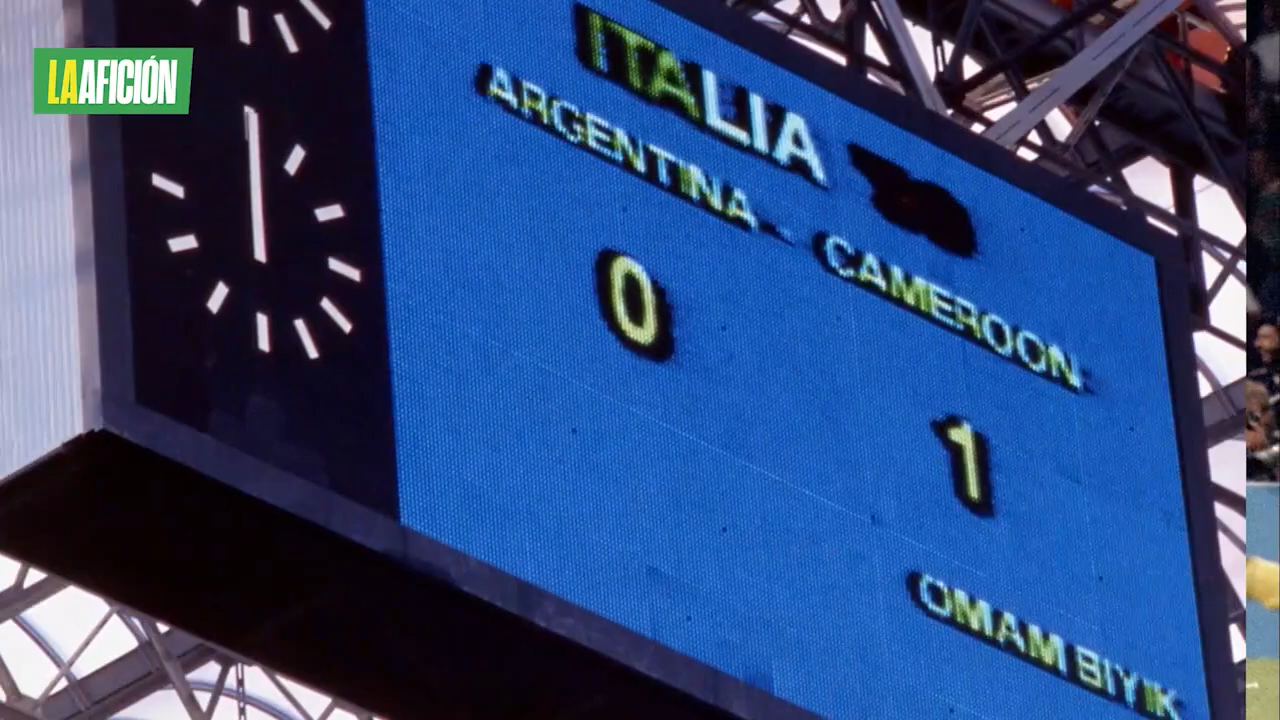 LAAFICIÓN
ITALIA
ARGENTINA - CAMEROON
0 1
OMAM BIYIK